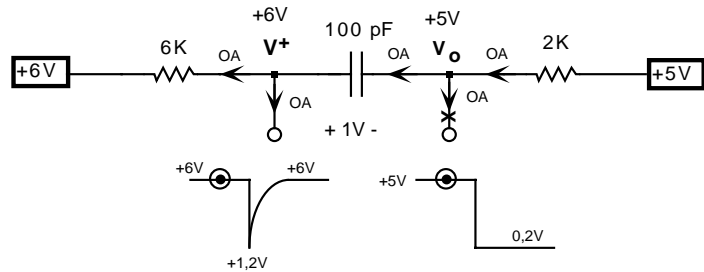 +6V
+5V
100 pF
6K
V+
Vo
2K
OA
OA
OA
+6V
+5V
OA
OA
+ 1V -
+6V
+6V
+5V
0,2V
+1,2V